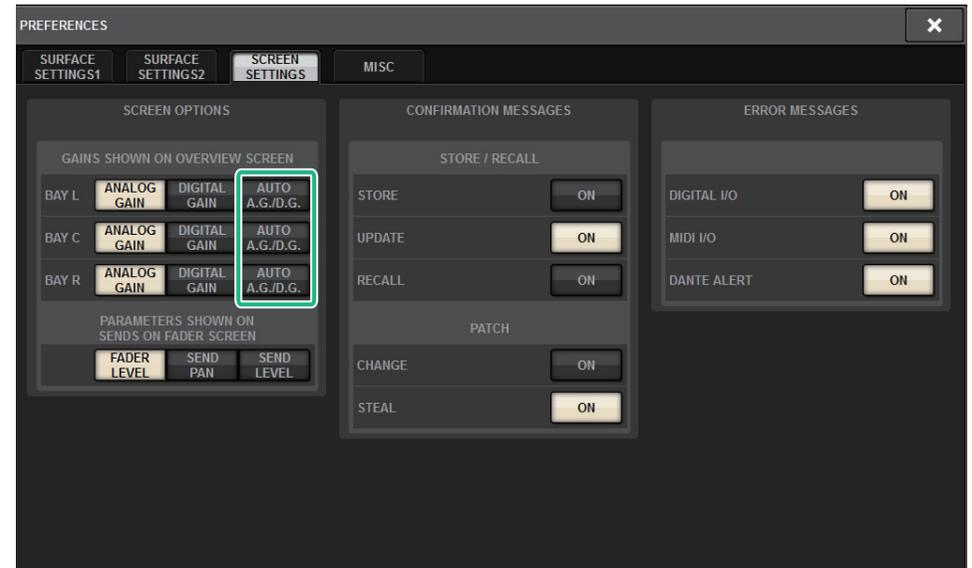 PREFERENCES
SURFACE SETTINGS1
SURFACE SETTINGS2
SCREEN SETTINGS
MISC
SCREEN OPTIONS
GAINS SHOWN ON OVERVIEW SCREEN
BAY L
ANALOG GAIN
DIGITAL GAIN
AUTO A.G./D.G.
BAY C
ANALOG GAIN
DIGITAL GAIN
AUTO A.G./D.G.
BAY R
ANALOG GAIN
DIGITAL GAIN
AUTO A.G./D.G.
PARAMETERS SHOWN ON
SENDS ON FADER SCREEN
FADER LEVEL
SEND PAN
SEND LEVEL
CONFIRMATION MESSAGES
STORE / RECALL
STORE ON
UPDATE ON
RECALL ON
PATCH
CHANGE ON
STEAL ON
ERROR MESSAGES
DIGITAL I/O ON
MIDI I/O ON
DANTE ALERT ON